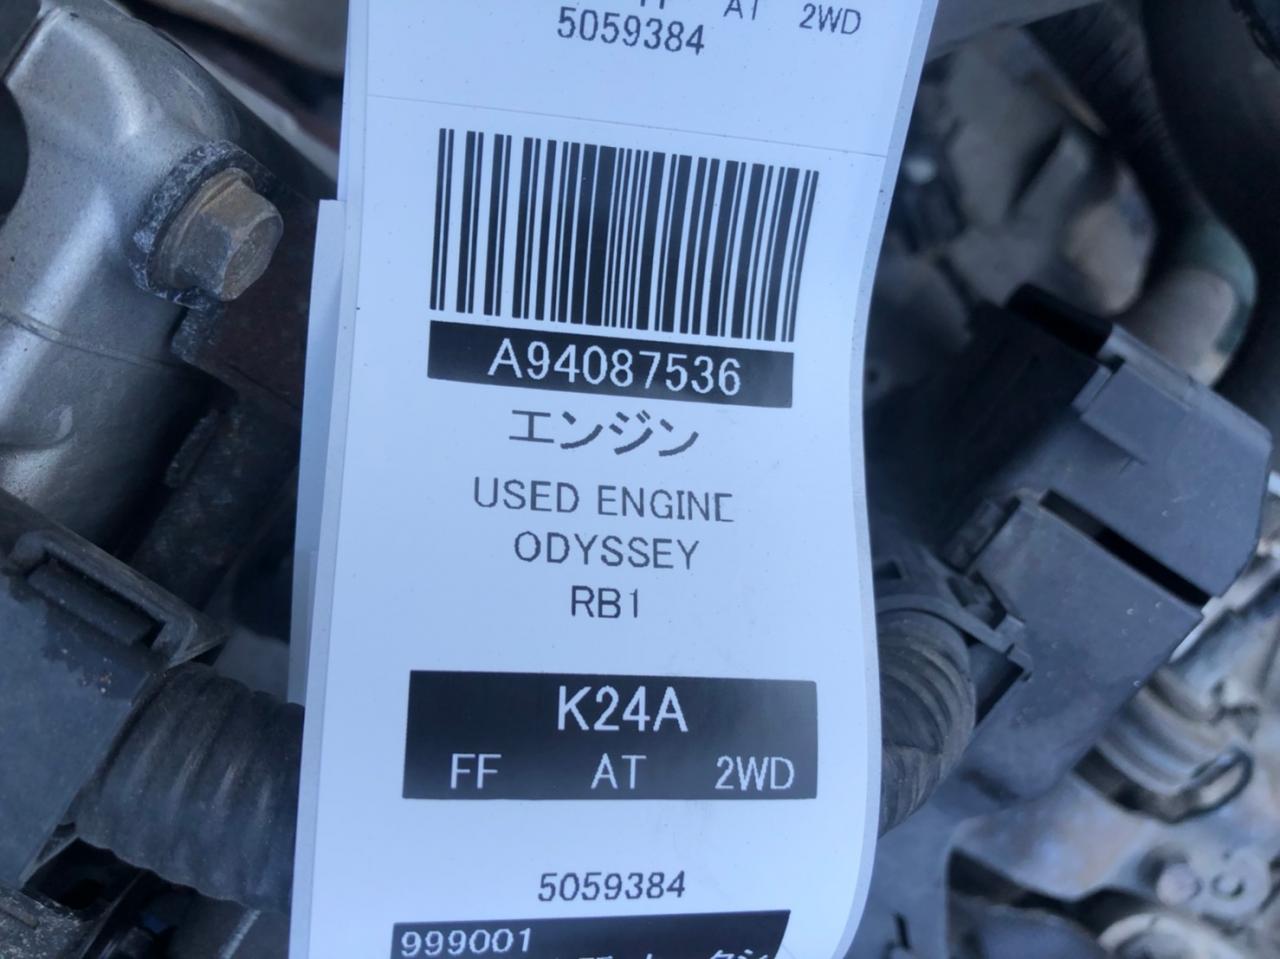 AT 2WD
5059384
A94087536
エンジン
USED ENGINE
ODYSSEY
RB1
K24A
FF AT 2WD
5059384
999001